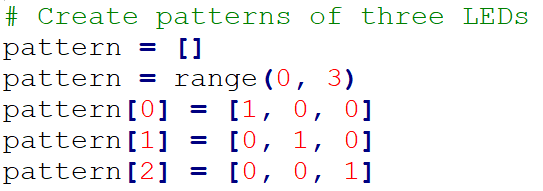 # Create patterns of three LEDs
pattern = []
pattern = range(0, 3)
pattern[0] = [1, 0, 0]
pattern[1] = [0, 1, 0]
pattern[2] = [0, 0, 1]